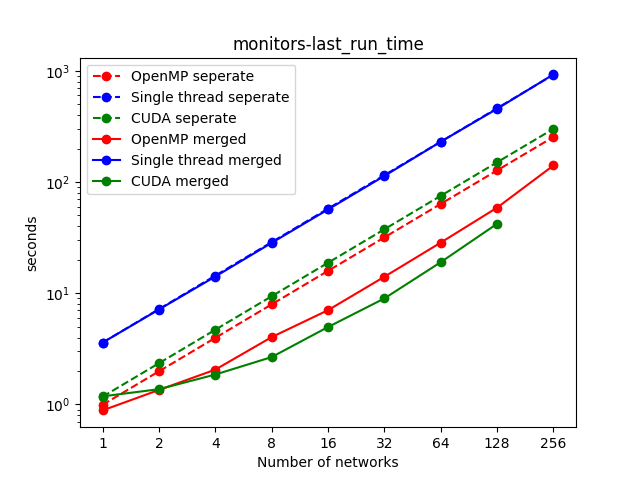 monitors-last_run_time
OpenMP seperate
Single thread seperate
CUDA seperate
OpenMP merged
Single thread merged
CUDA merged
seconds
10³
10²
10¹
10⁰
1 2 4 8 16 32 64 128 256
Number of networks